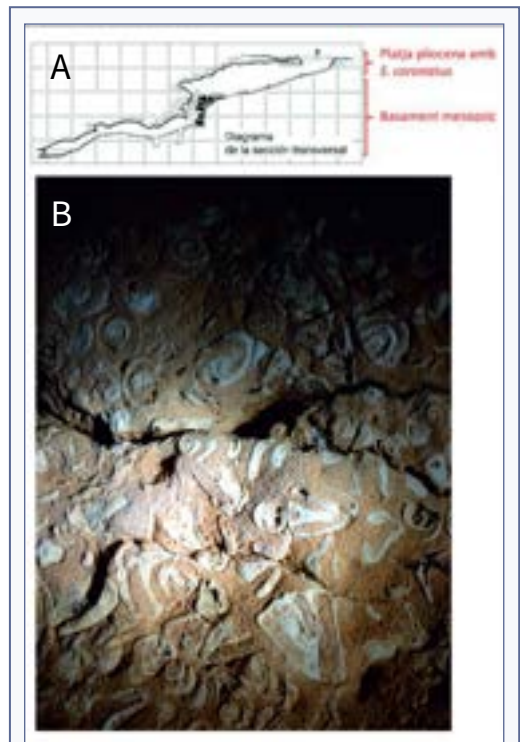 A
Platja pliocena amb
S. coronatus
Basament mesozoic
Diagrama
de la sección transversal
B